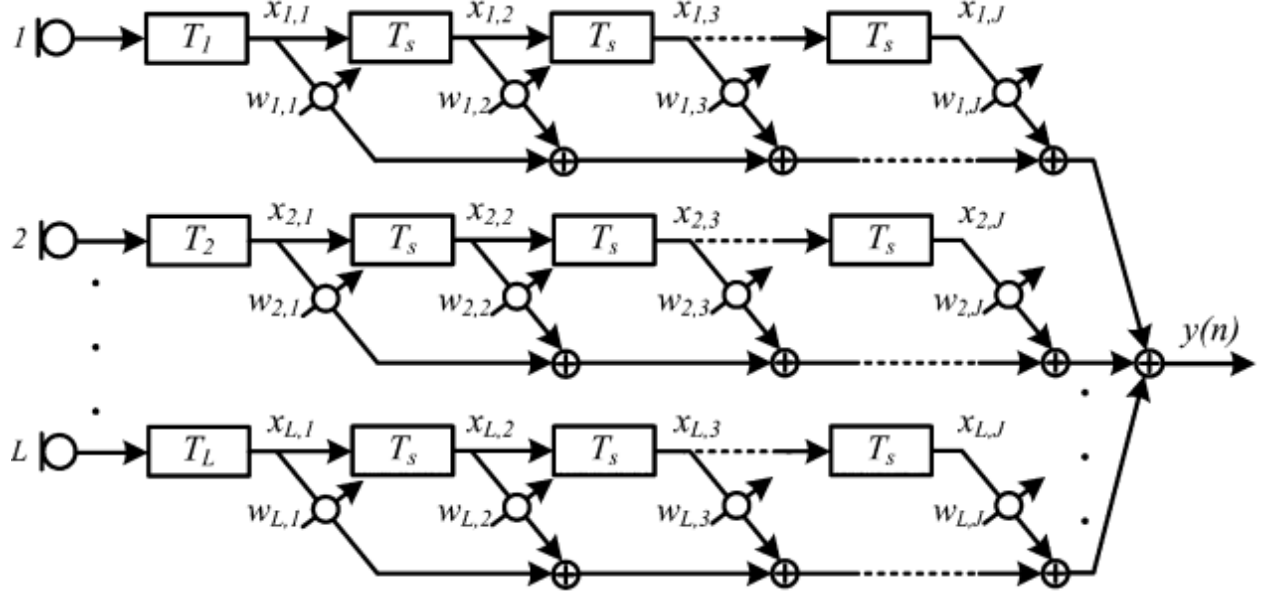 x1,1 x1,2 x1,3 x1,J
1 T1 Ts Ts Ts
w1,1 w1,2 w1,3 w1,J
x2,1 x2,2 x2,3 x2,J
2 T2 Ts Ts Ts
w2,1 w2,2 w2,3 w2,J
y(n)
xL,1 xL,2 xL,3 xL,J
L TL Ts Ts Ts
wL,1 wL,2 wL,3 wL,J